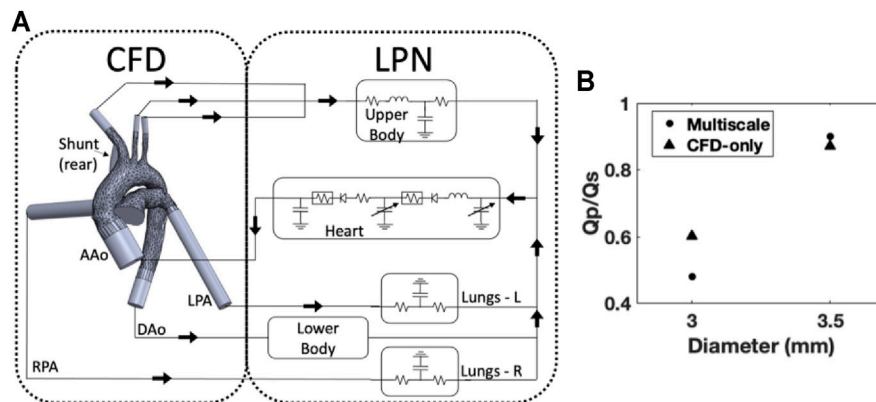 A
CFD
LPN
Shunt
(rear)
AAo
LPA
DAo
RPA
Upper
Body
Heart
Lungs - L
Lower
Body
Lungs - R
B
Qp/Qs
1
0.8
0.6
0.4
Multiscale
CFD-only
3
3.5
Diameter (mm)